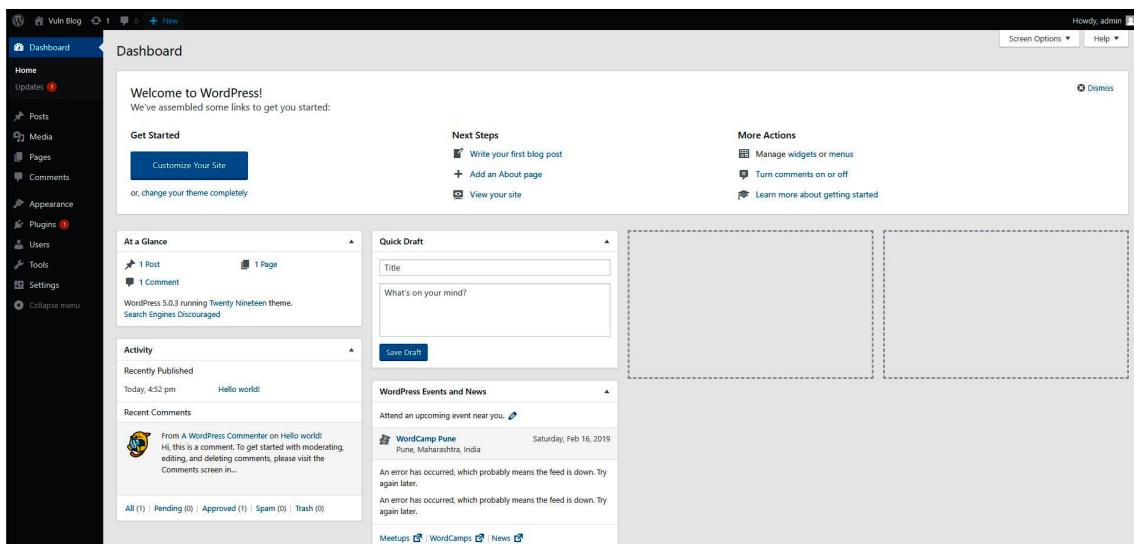 Vuln Blog 1 0 + New Howdy, admin
Screen Options ▼ Help ▼
Dashboard
Home
Updates 1
Posts
Media
Pages
Comments
Appearance
Plugins 1
Users
Tools
Settings
Collapse menu
Dashboard
Welcome to WordPress!
We've assembled some links to get you started:
Dismiss
Get Started
Customize Your Site
or, change your theme completely
Next Steps
Write your first blog post
Add an About page
View your site
More Actions
Manage widgets or menus
Turn comments on or off
Learn more about getting started
At a Glance
1 Post 1 Page
1 Comment
WordPress 5.0.3 running Twenty Nineteen theme.
Search Engines Discouraged
Activity
Recently Published
Today, 4:52 pm Hello world!
Recent Comments
From A WordPress Commenter on Hello world!
Hi, this is a comment. To get started with moderating,
editing, and deleting comments, please visit the
Comments screen in...
All (1) | Pending (0) | Approved (1) | Spam (0) | Trash (0)
Quick Draft
Title
What's on your mind?
Save Draft
WordPress Events and News
Attend an upcoming event near you.
WordCamp Pune Saturday, Feb 16, 2019
Pune, Maharashtra, India
An error has occurred, which probably means the feed is down. Try
again later.
An error has occurred, which probably means the feed is down. Try
again later.
Meetups | WordCamps | News